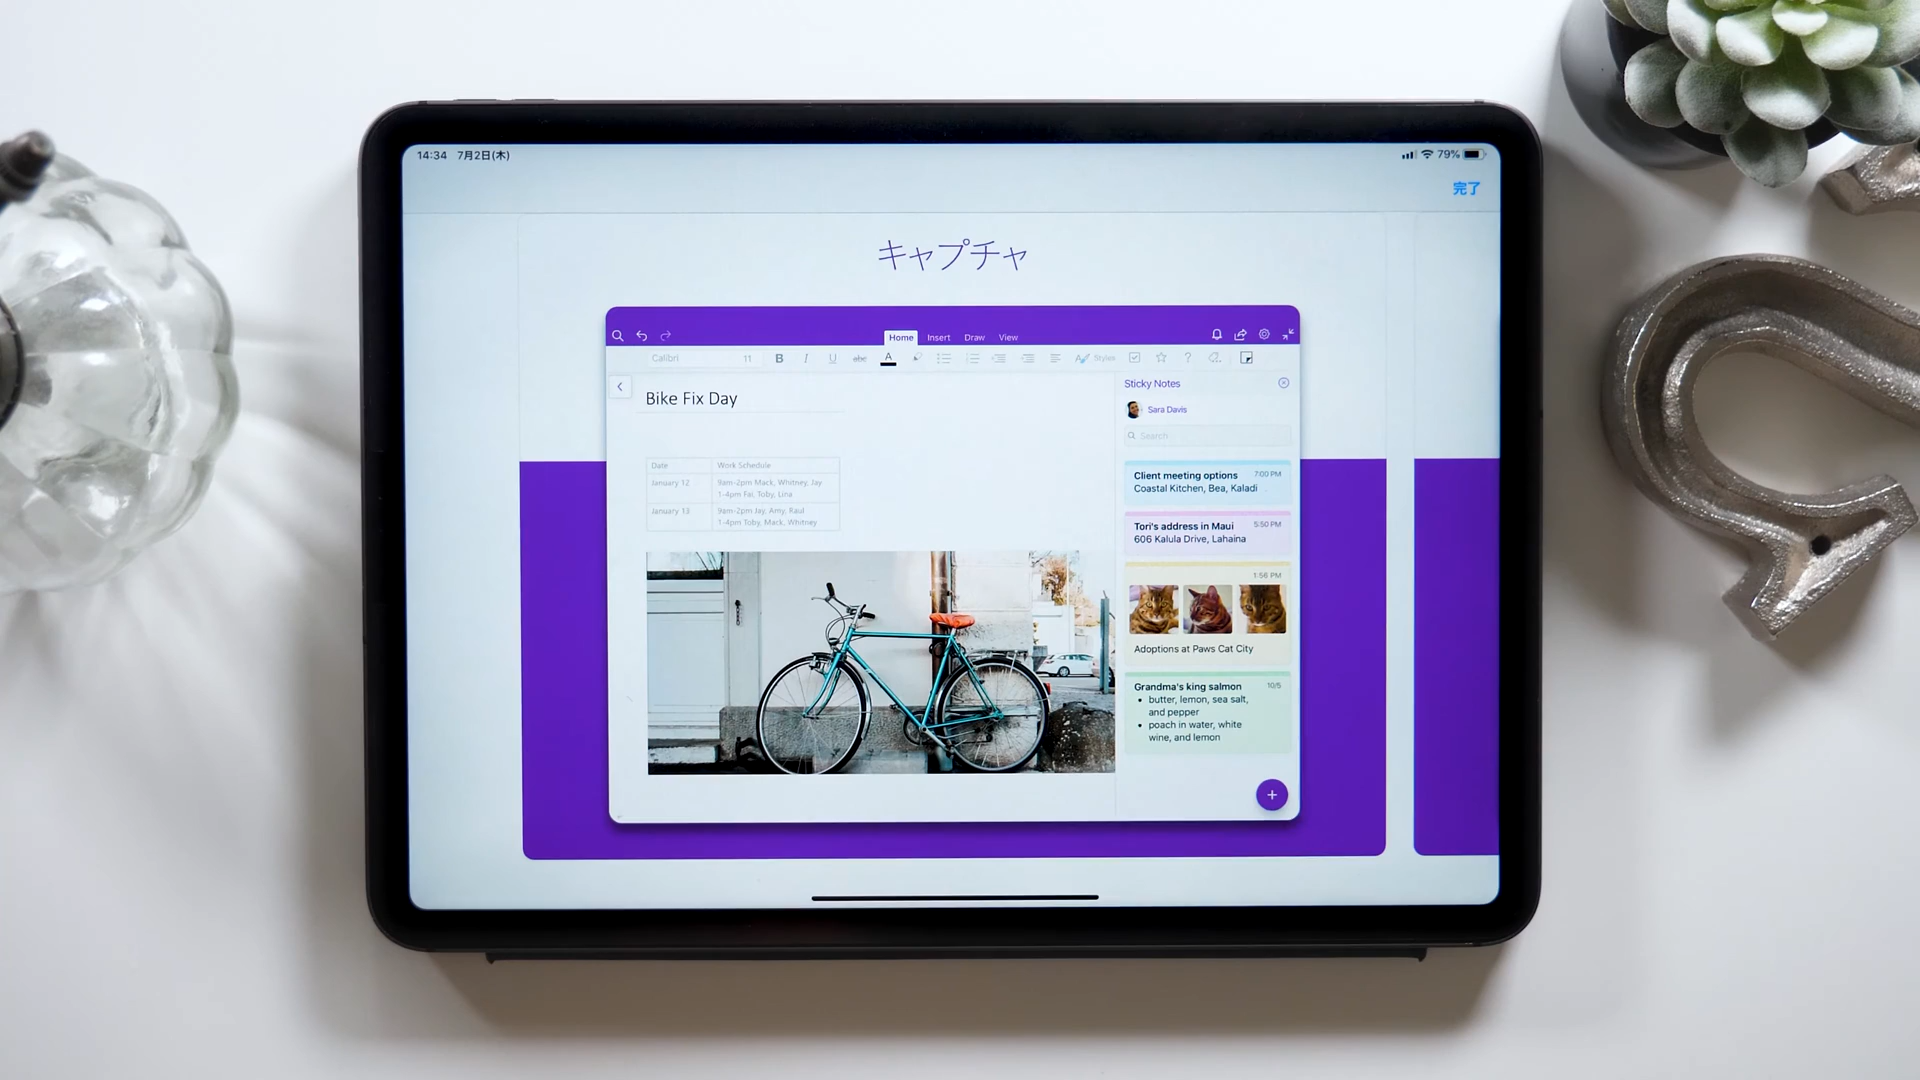 14:34 7月2日(木)
79%
完了
キャプチャ
Home Insert Draw View
Calibri 11 B I U abc A Styles ?
Bike Fix Day
Sticky Notes
Sara Davis
Search
Date Work Schedule
January 12 9am-2pm Mack, Whitney, Jay
1-4pm Fai, Toby, Lina
January 13 9am-2pm Jay, Amy, Raul
1-4pm Toby, Mack, Whitney
Client meeting options 7:00 PM
Coastal Kitchen, Bea, Kaladi
Tori's address in Maui 5:50 PM
606 Kalula Drive, Lahaina
1:56 PM
Adoptions at Paws Cat City
Grandma's king salmon 10/5
• butter, lemon, sea salt,
and pepper
• poach in water, white
wine, and lemon